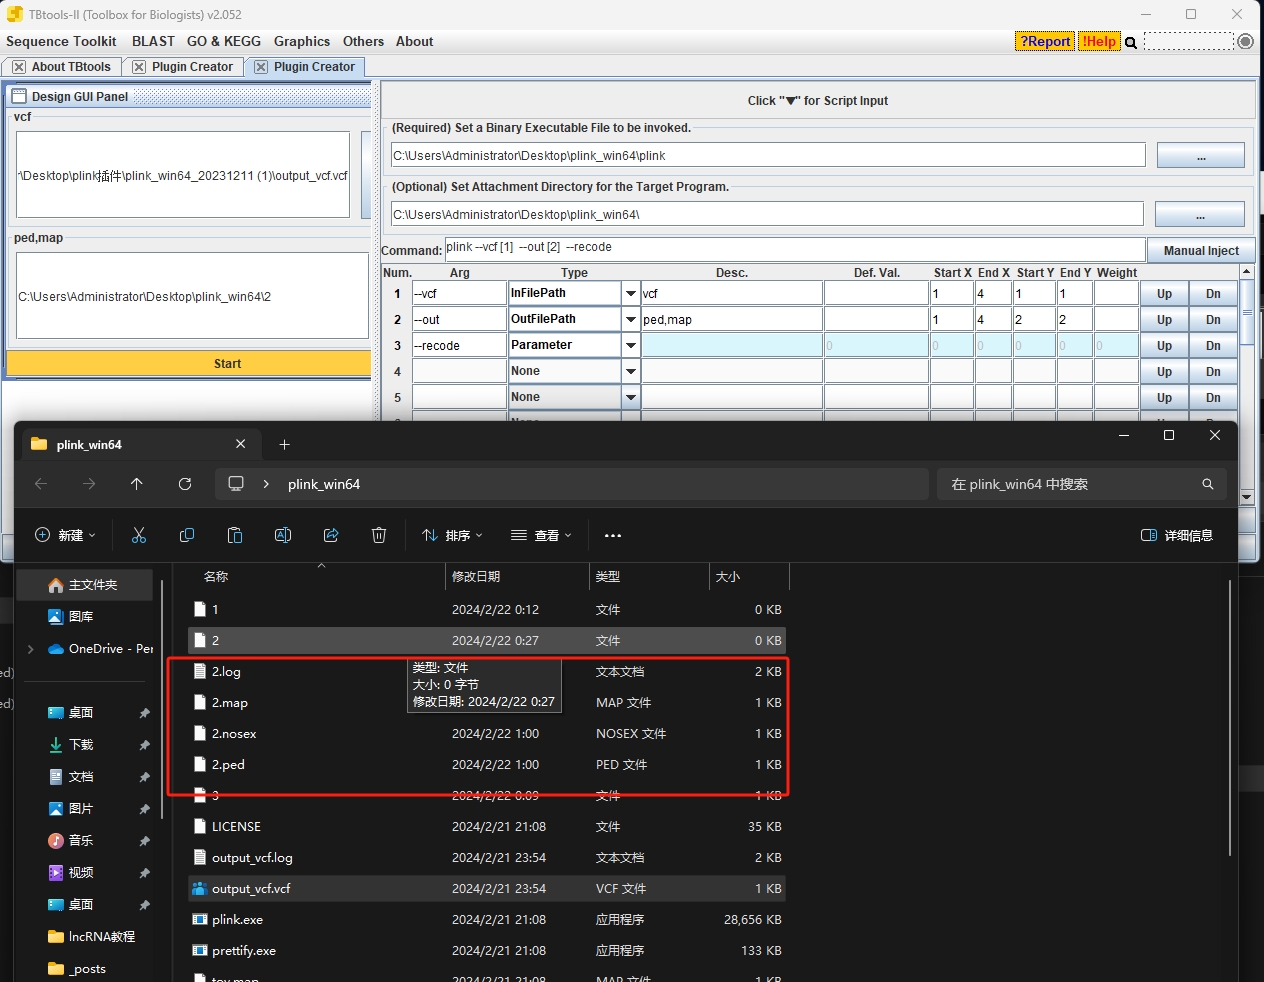 TBtools-II (Toolbox for Biologists) v2.052
Sequence Toolkit BLAST GO & KEGG Graphics Others About
?Report !Help
About TBtools Plugin Creator Plugin Creator
Design GUI Panel
vcf
\Desktop\plink插件\plink_win64_20231211 (1)\output_vcf.vcf
ped,map
C:\Users\Administrator\Desktop\plink_win64\2
Start
Click "▼" for Script Input
(Required) Set a Binary Executable File to be invoked.
C:\Users\Administrator\Desktop\plink_win64\plink
...
(Optional) Set Attachment Directory for the Target Program.
C:\Users\Administrator\Desktop\plink_win64\
...
Command: plink --vcf [1] --out [2] --recode Manual Inject
Num. Arg Type Desc. Def. Val. Start X End X Start Y End Y Weight
1 --vcf InFilePath vcf 1 4 1 1 Up Dn
2 --out OutFilePath ped,map 1 4 2 2 Up Dn
3 --recode Parameter 0 0 0 0 0 0 Up Dn
4 None Up Dn
5 None Up Dn
plink_win64
plink_win64
在 plink_win64 中搜索
新建 排序 查看 ... 详细信息
主文件夹
图库
OneDrive - Per
桌面
下载
文档
图片
音乐
视频
桌面
lncRNA教程
_posts
名称 修改日期 类型 大小
1 2024/2/22 0:12 文件 0 KB
2 2024/2/22 0:27 文件 0 KB
2.log 文本文档 2 KB
2.map MAP 文件 1 KB
2.nosex 2024/2/22 1:00 NOSEX 文件 1 KB
2.ped 2024/2/22 1:00 PED 文件 1 KB
3 2024/2/22 0:09 文件 1 KB
LICENSE 2024/2/21 21:08 文件 35 KB
output_vcf.log 2024/2/21 23:54 文本文档 2 KB
output_vcf.vcf 2024/2/21 23:54 VCF 文件 1 KB
plink.exe 2024/2/21 21:08 应用程序 28,656 KB
prettify.exe 2024/2/21 21:08 应用程序 133 KB
toy.map 2024/2/21 21:08 MAP 文件 1 KB
类型: 文件
大小: 0 字节
修改日期: 2024/2/22 0:27
ed)
ed)